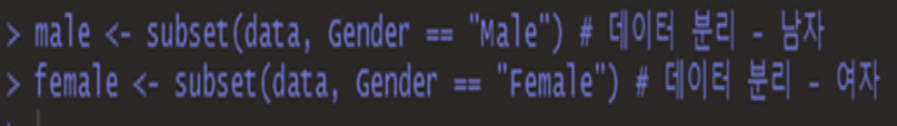 > male <- subset(data, Gender == "Male") # 데이터 분리 - 남자
> female <- subset(data, Gender == "Female") # 데이터 분리 - 여자